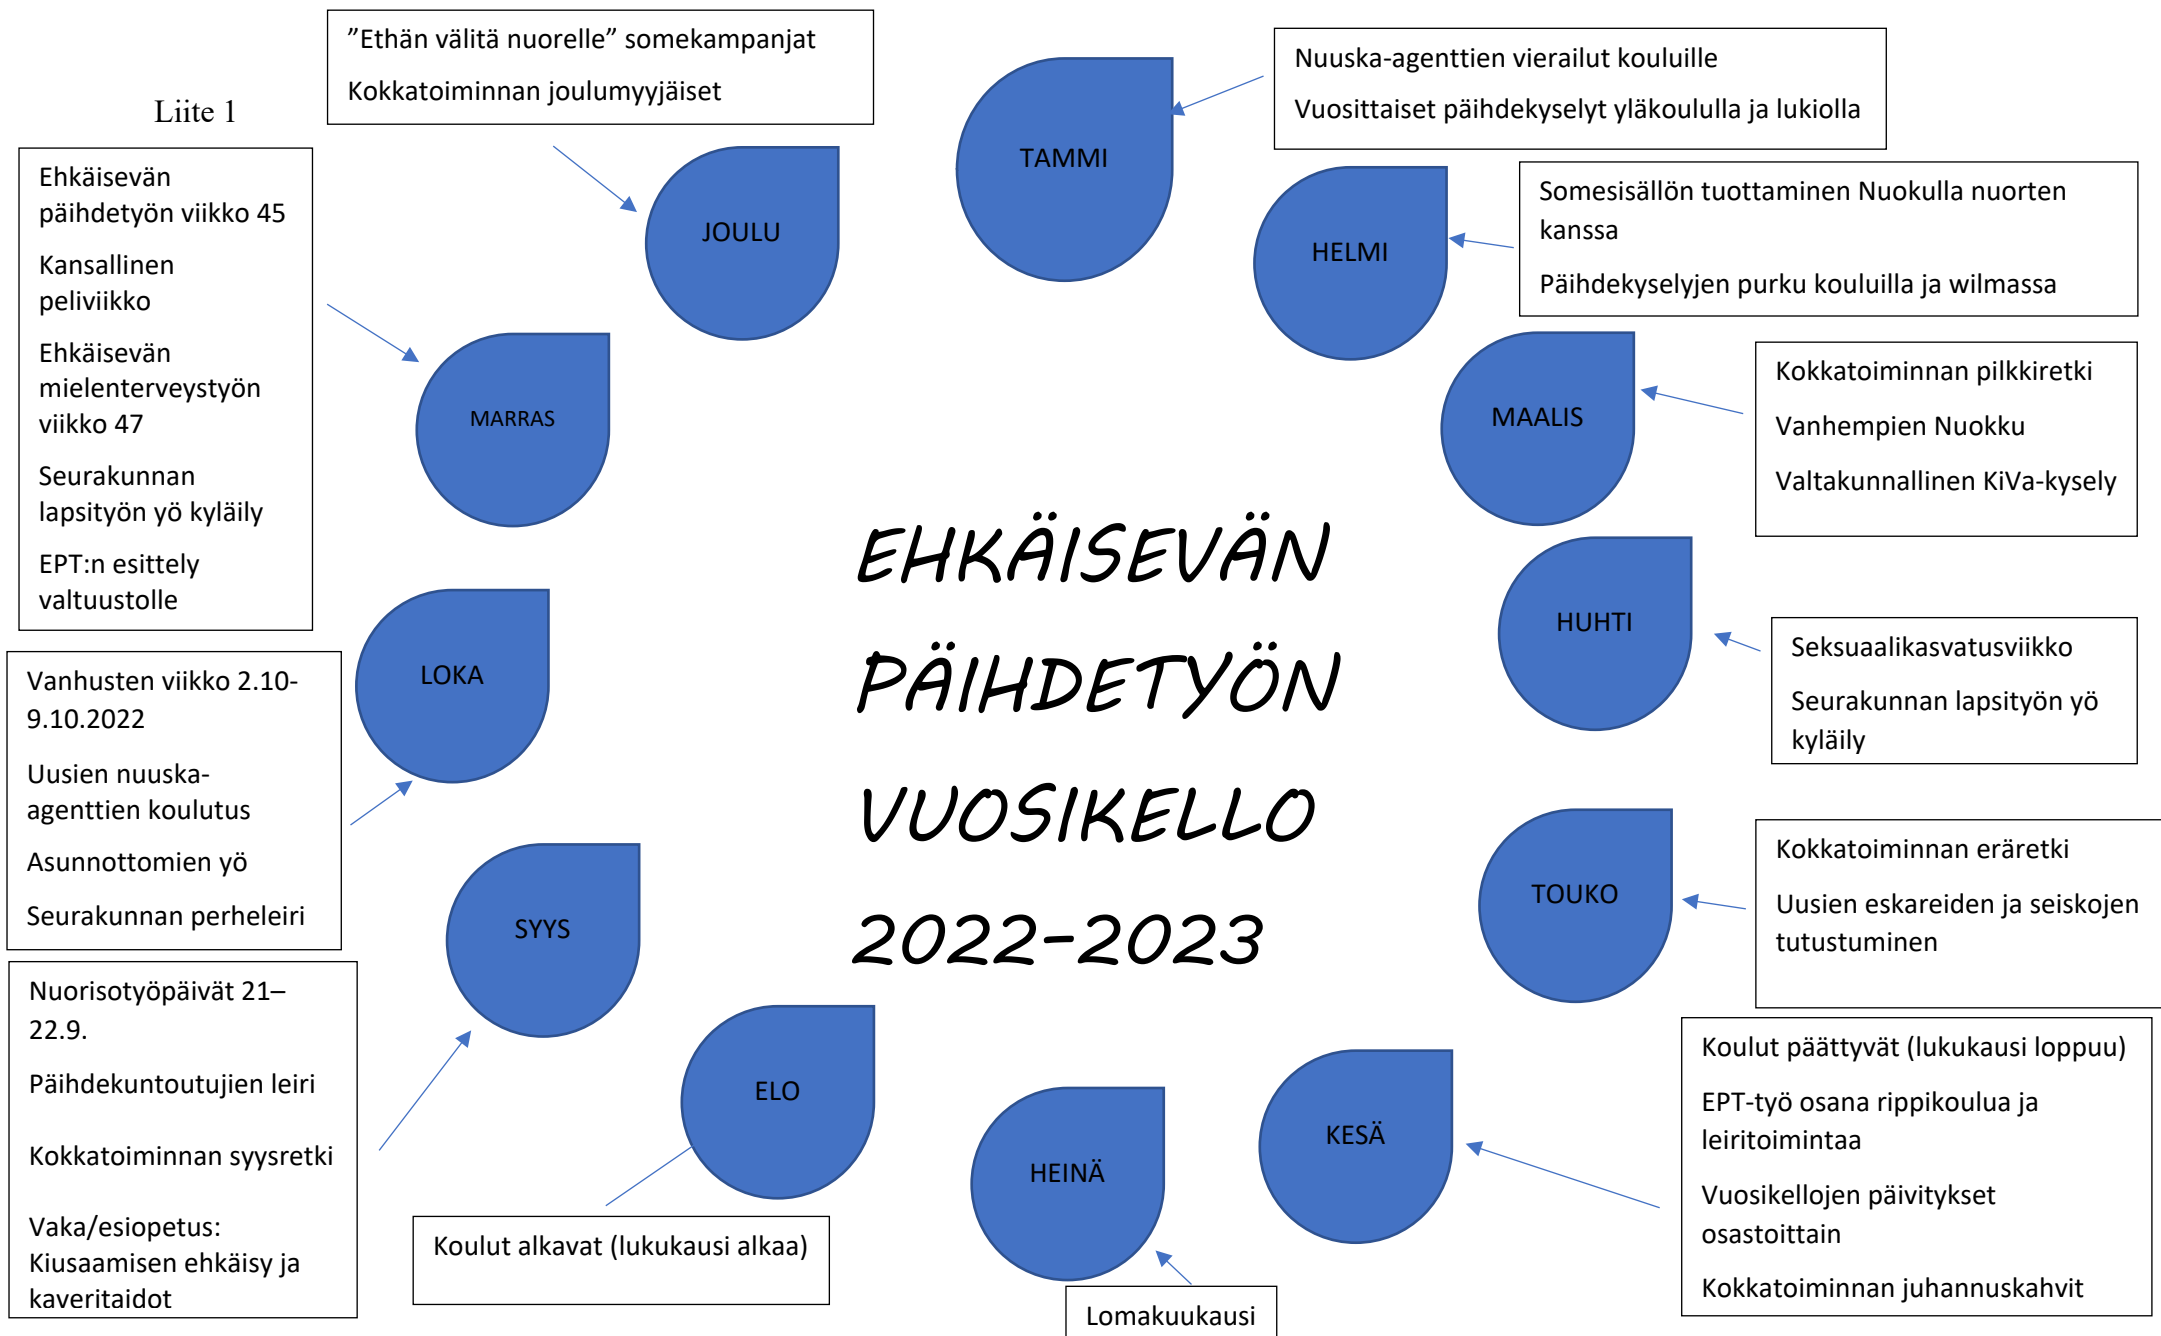 Liite 1
”Ethän välitä nuorelle” somekampanjat
Kokkatoiminnan joulumyyjäiset
JOULU
TAMMI
Nuuska-agenttien vierailut kouluille
Vuosittaiset päihdekyselyt yläkoululla ja lukiolla
HELMI
Somesisällön tuottaminen Nuokulla nuorten
kanssa
Päihdekyselyjen purku kouluilla ja wilmassa
MAALIS
Kokkatoiminnan pilkkiretki
Vanhempien Nuokku
Valtakunnallinen KiVa-kysely
HUHTI
Seksuaalikasvatusviikko
Seurakunnan lapsityön yö
kyläily
TOUKO
Kokkatoiminnan eräretki
Uusien eskareiden ja seiskojen
tutustuminen
KESÄ
Koulut päättyvät (lukukausi loppuu)
EPT-työ osana rippikoulua ja
leiritoimintaa
Vuosikellojen päivitykset
osastoittain
Kokkatoiminnan juhannuskahvit
HEINÄ
Lomakuukausi
ELO
Koulut alkavat (lukukausi alkaa)
SYYS
Nuorisotyöpäivät 21–
22.9.
Päihdekuntoutujien leiri
Kokkatoiminnan syysretki
Vaka/esiopetus:
Kiusaamisen ehkäisy ja
kaveritaidot
LOKA
Vanhusten viikko 2.10-
9.10.2022
Uusien nuuska-
agenttien koulutus
Asunnottomien yö
Seurakunnan perheleiri
MARRAS
Ehkäisevän
päihdetyön viikko 45
Kansallinen
peliviikko
Ehkäisevän
mielenterveystyön
viikko 47
Seurakunnan
lapsityön yö kyläily
EPT:n esittely
valtuustolle
EHKÄISEVÄN
PÄIHDETYÖN
VUOSIKELLO
2022-2023